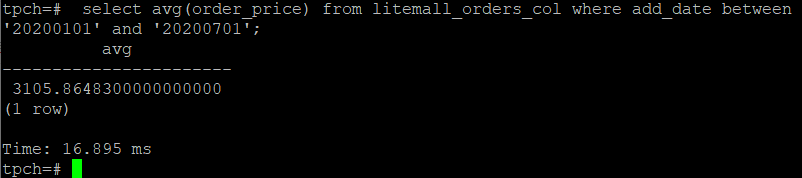 tpch=#  select avg(order_price) from litemall_orders_col where add_date between
'20200101' and '20200701';
          avg
-----------------------
 3105.8648300000000000
(1 row)
Time: 16.895 ms
tpch=#